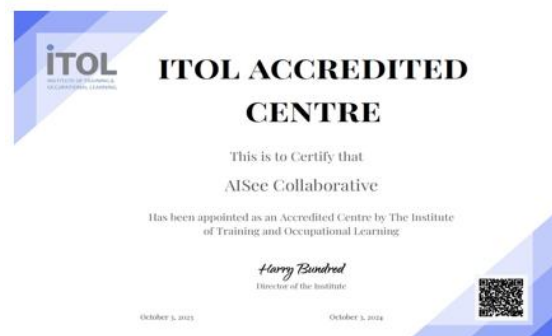 iTOL
INSTITUTE OF TRAINING &
OCCUPATIONAL LEARNING
ITOL ACCREDITED
CENTRE
This is to Certify that
AISee Collaborative
Has been appointed as an Accredited Centre by The Institute
of Training and Occupational Learning
Harry Bundred
Director of the Institute
October 3, 2023
October 3, 2024